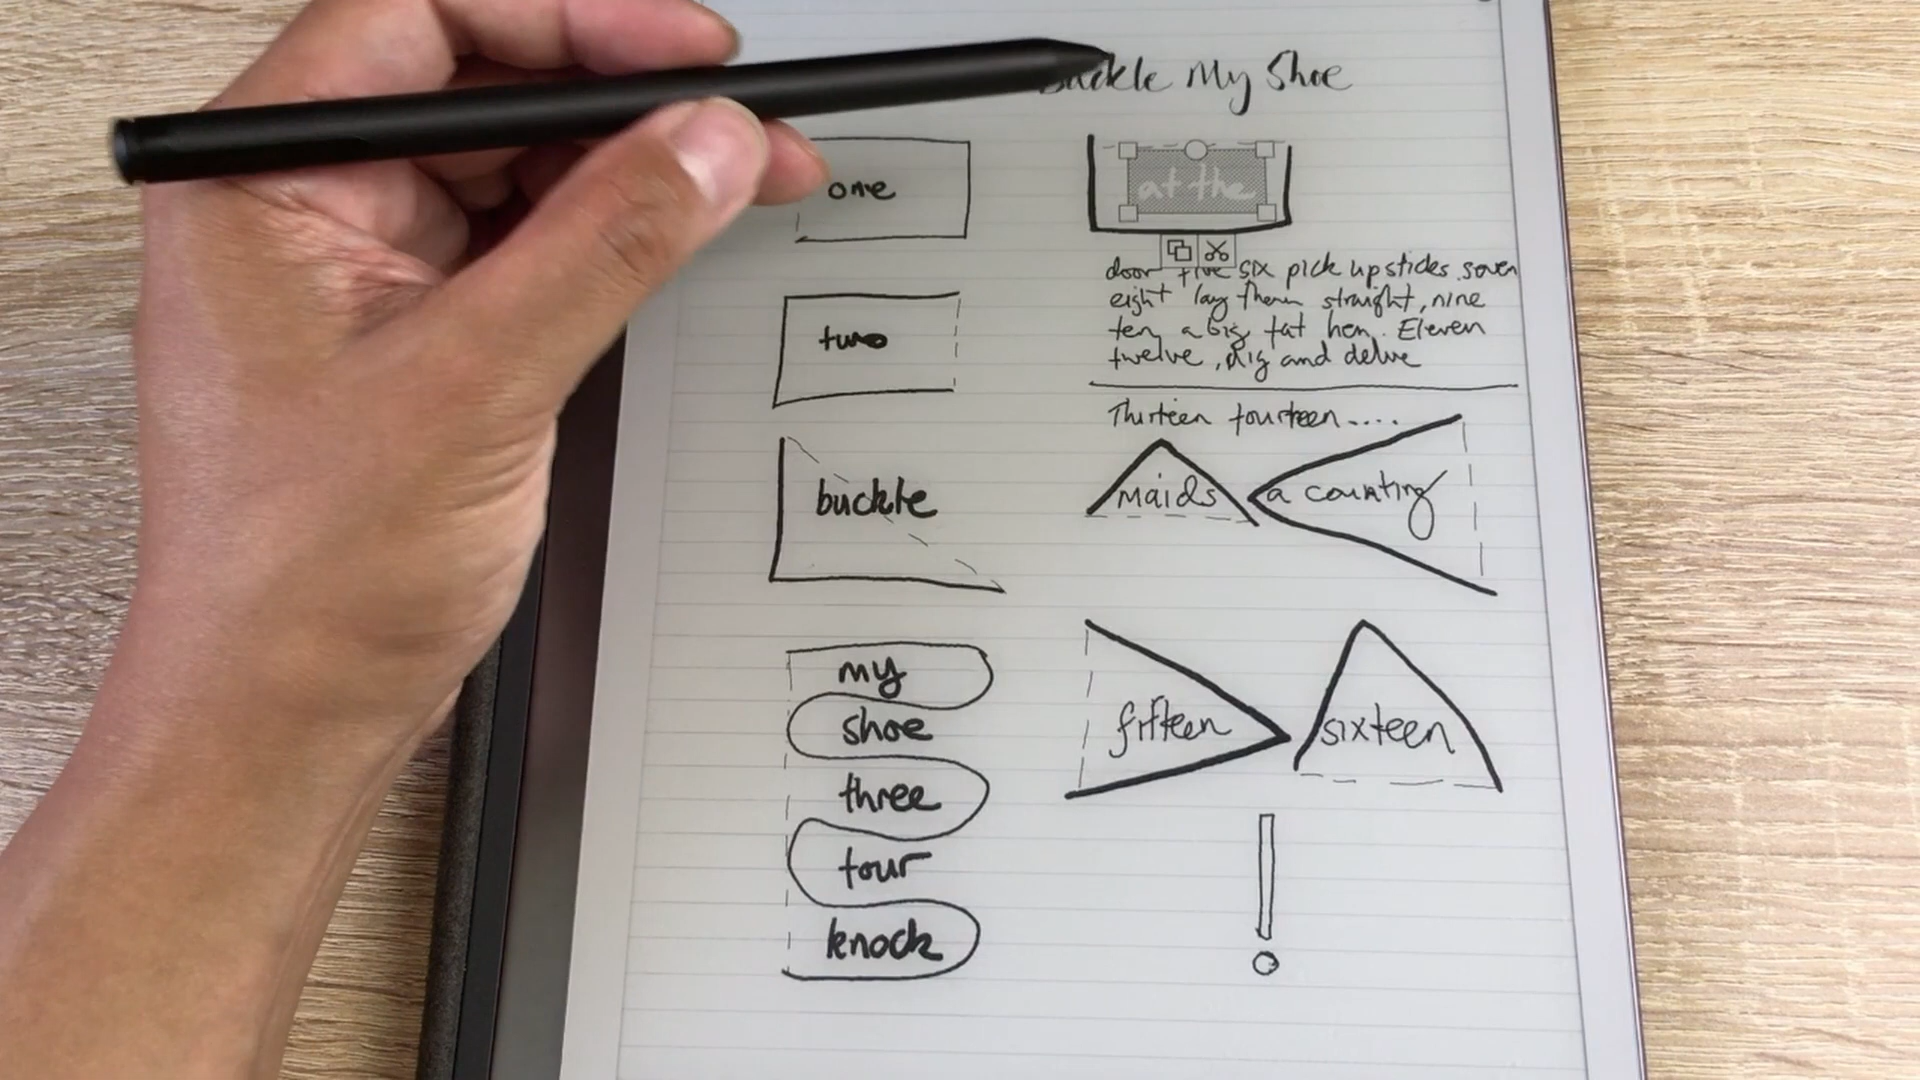 Buckle My Shoe
one
two
buckle
my
shoe
three
four
knock
at the
door five six pick up sticks. seven
eight lay them straight, nine
ten, a big fat hen. Eleven
twelve, dig and delve
Thirteen fourteen....
Maids
a counting
fifteen
sixteen
!